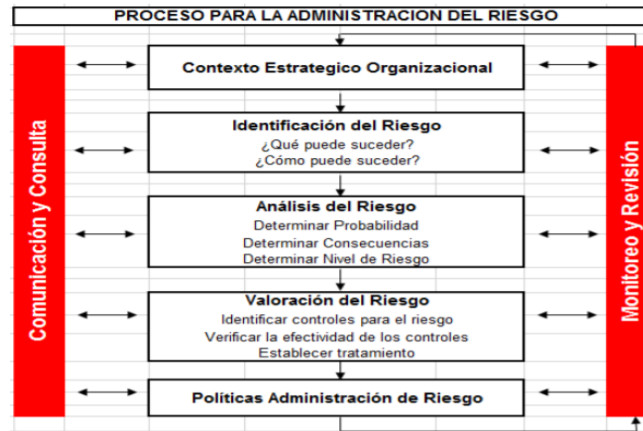 PROCESO PARA LA ADMINISTRACION DEL RIESGO
Comunicación y Consulta
Contexto Estrategico Organizacional
Identificación del Riesgo
¿Qué puede suceder?
¿Cómo puede suceder?
Análisis del Riesgo
Determinar Probabilidad
Determinar Consecuencias
Determinar Nivel de Riesgo
Valoración del Riesgo
Identificar controles para el riesgo
Verificar la efectividad de los controles
Establecer tratamiento
Políticas Administración de Riesgo
Monitoreo y Revisión